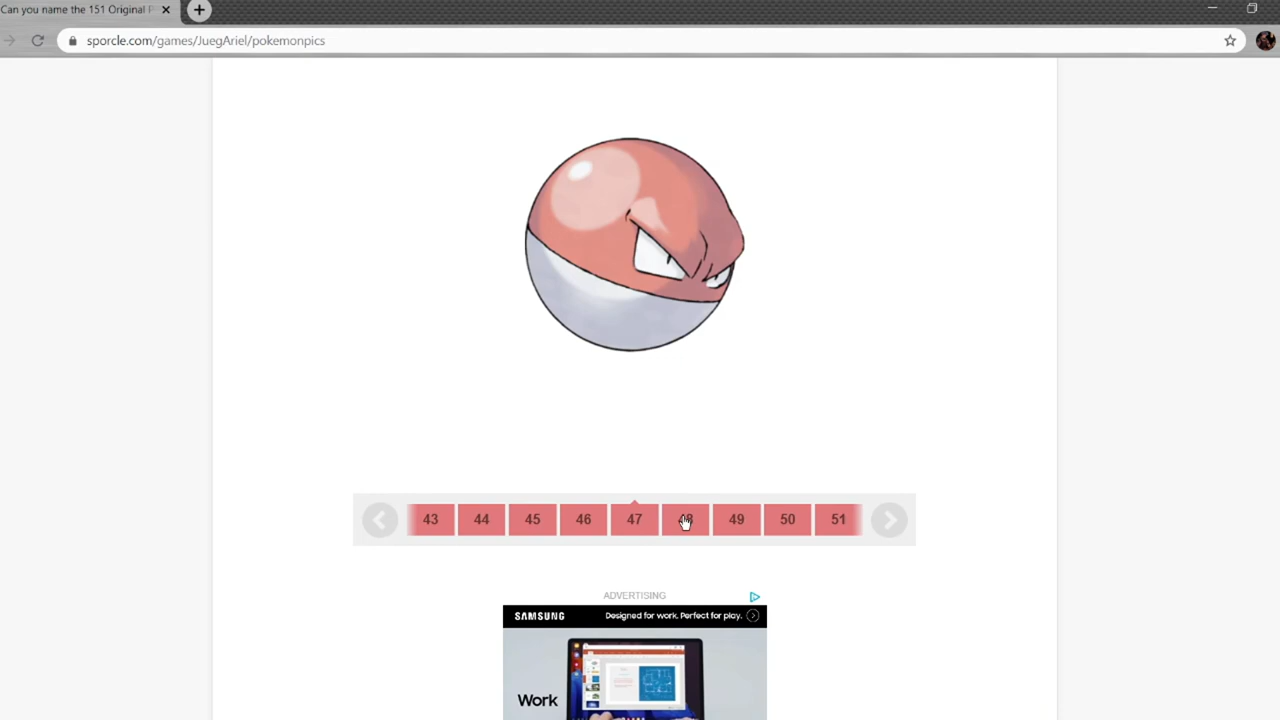 Can you name the 151 Original P
sporcle.com/games/JuegAriel/pokemonpics
43 44 45 46 47 48 49 50 51
ADVERTISING
SAMSUNG Designed for work. Perfect for play.
Work